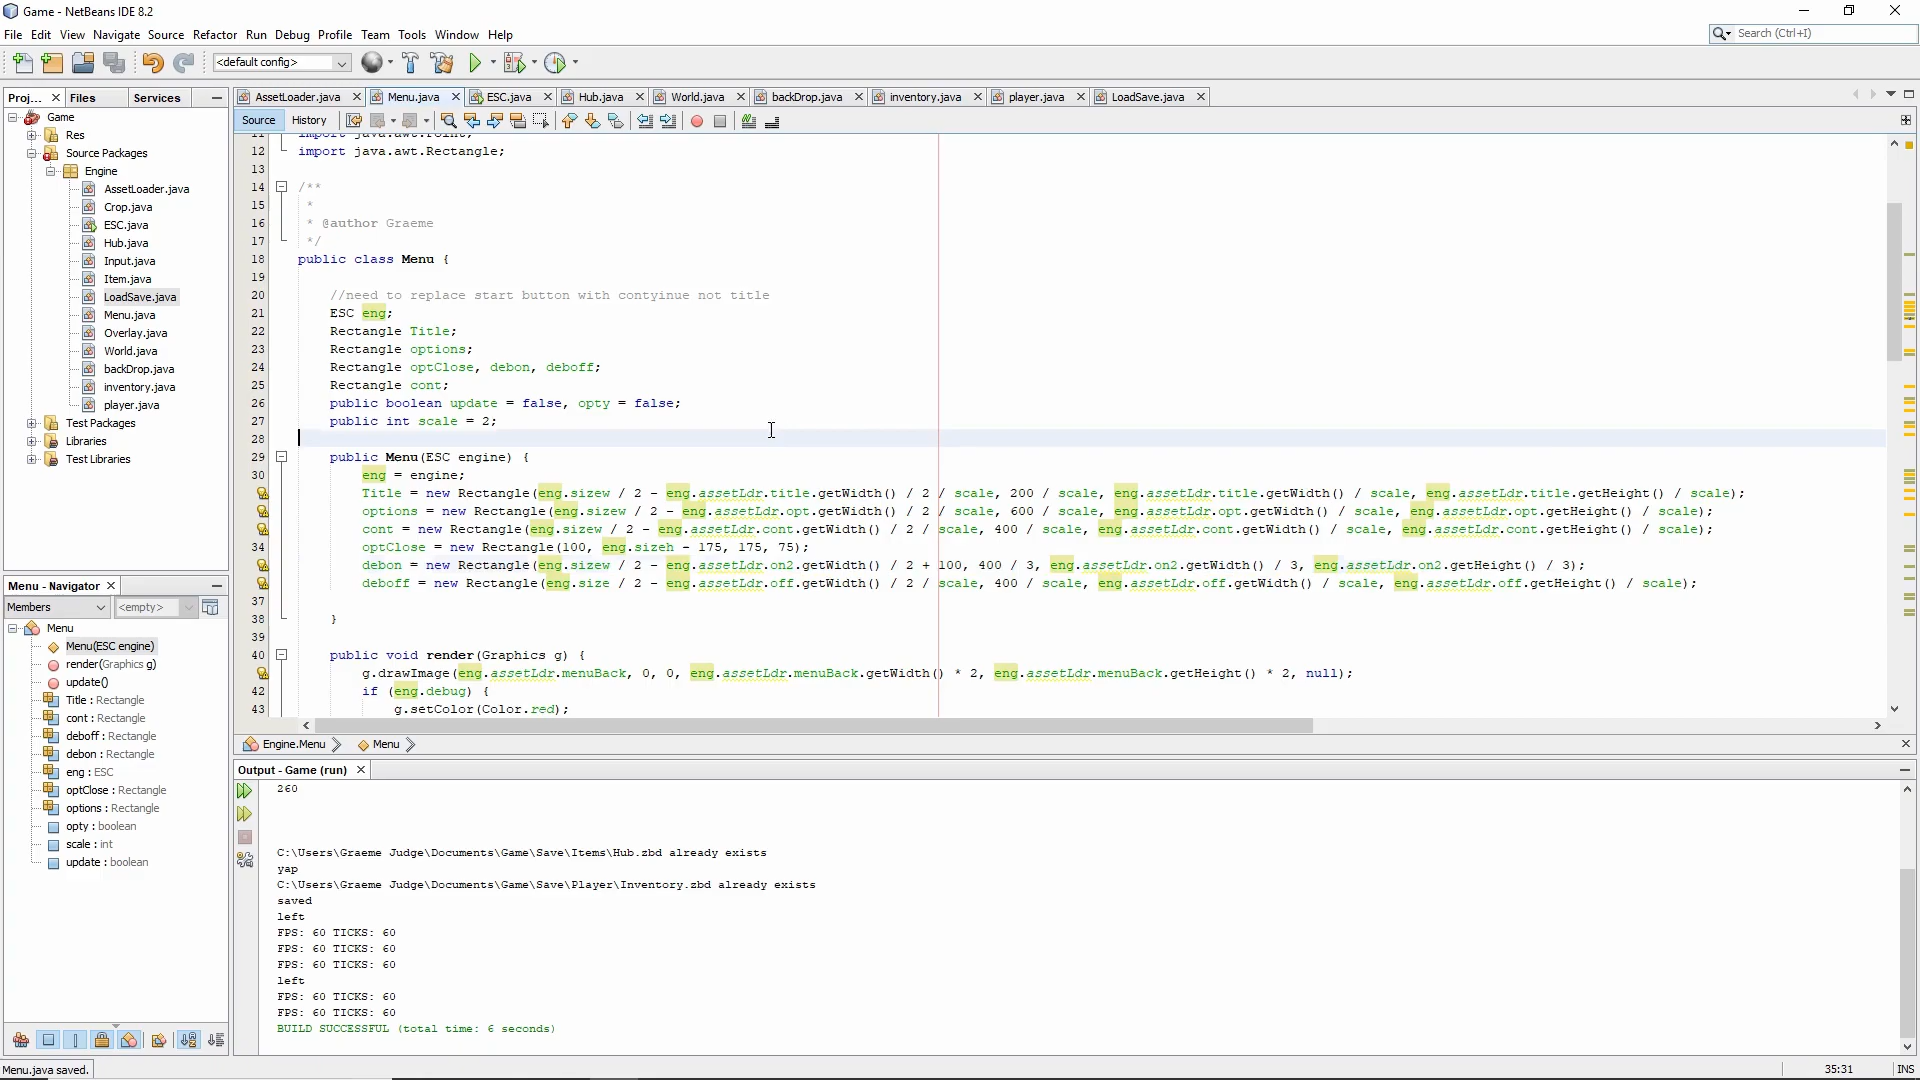 Game - NetBeans IDE 8.2
File Edit View Navigate Source Refactor Run Debug Profile Team Tools Window Help
Search (Ctrl+I)
<default config>
Proj... Files Services
AssetLoader.java Menu.java ESC.java Hub.java World.java backDrop.java inventory.java player.java LoadSave.java
Source History
Game
Res
Source Packages
Engine
AssetLoader.java
Crop.java
ESC.java
Hub.java
Input.java
Item.java
LoadSave.java
Menu.java
Overlay.java
World.java
backDrop.java
inventory.java
player.java
Test Packages
Libraries
Test Libraries
11 import java.awt.Point;
12 import java.awt.Rectangle;
13
14 /**
15 *
16 * @author Graeme
17 */
18 public class Menu {
19
20 //need to replace start button with contyinue not title
21 ESC eng;
22 Rectangle Title;
23 Rectangle options;
24 Rectangle optClose, debon, deboff;
25 Rectangle cont;
26 public boolean update = false, opty = false;
27 public int scale = 2;
28
29 public Menu(ESC engine) {
30 eng = engine;
Title = new Rectangle(eng.sizew / 2 - eng.assetLdr.title.getWidth() / 2 / scale, 200 / scale, eng.assetLdr.title.getWidth() / scale, eng.assetLdr.title.getHeight() / scale);
options = new Rectangle(eng.sizew / 2 - eng.assetLdr.opt.getWidth() / 2 / scale, 600 / scale, eng.assetLdr.opt.getWidth() / scale, eng.assetLdr.opt.getHeight() / scale);
cont = new Rectangle(eng.sizew / 2 - eng.assetLdr.cont.getWidth() / 2 / scale, 400 / scale, eng.assetLdr.cont.getWidth() / scale, eng.assetLdr.cont.getHeight() / scale);
34 optClose = new Rectangle(100, eng.sizeh - 175, 175, 75);
debon = new Rectangle(eng.sizew / 2 - eng.assetLdr.on2.getWidth() / 2 + 100, 400 / 3, eng.assetLdr.on2.getWidth() / 3, eng.assetLdr.on2.getHeight() / 3);
deboff = new Rectangle(eng.size / 2 - eng.assetLdr.off.getWidth() / 2 / scale, 400 / scale, eng.assetLdr.off.getWidth() / scale, eng.assetLdr.off.getHeight() / scale);
37
38 }
39
40 public void render(Graphics g) {
g.drawImage(eng.assetLdr.menuBack, 0, 0, eng.assetLdr.menuBack.getWidth() * 2, eng.assetLdr.menuBack.getHeight() * 2, null);
42 if (eng.debug) {
43 g.setColor(Color.red);
Engine.Menu Menu
Menu - Navigator
Members <empty>
Menu
Menu(ESC engine)
render(Graphics g)
update()
Title : Rectangle
cont : Rectangle
deboff : Rectangle
debon : Rectangle
eng : ESC
optClose : Rectangle
options : Rectangle
opty : boolean
scale : int
update : boolean
Output - Game (run)
260
C:\Users\Graeme Judge\Documents\Game\Save\Items\Hub.zbd already exists
yap
C:\Users\Graeme Judge\Documents\Game\Save\Player\Inventory.zbd already exists
saved
left
FPS: 60 TICKS: 60
FPS: 60 TICKS: 60
FPS: 60 TICKS: 60
left
FPS: 60 TICKS: 60
FPS: 60 TICKS: 60
BUILD SUCCESSFUL (total time: 6 seconds)
Menu.java saved.
35:31 INS